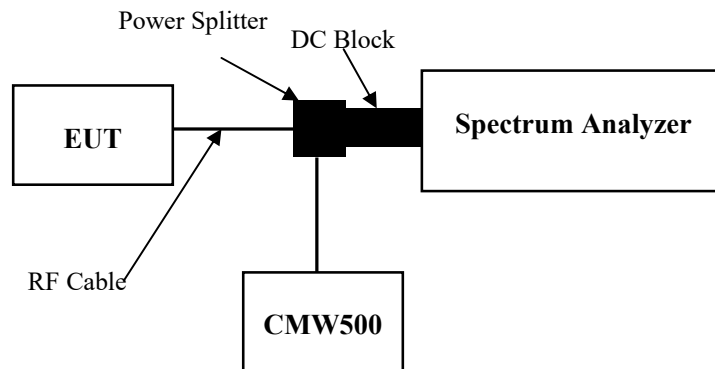 Power Splitter
DC Block
EUT
Spectrum Analyzer
RF Cable
CMW500